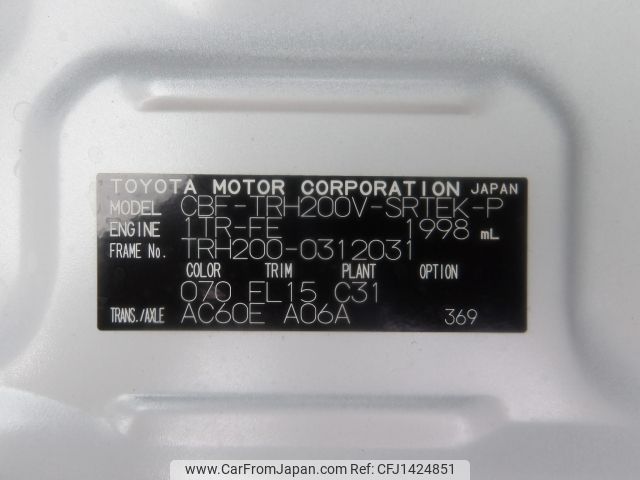 TOYOTA MOTOR CORPORATION JAPAN
MODEL CBF-TRH200V-SRTEK-P
ENGINE 1TR-FE 1998 mL
FRAME No. TRH200-0312031
COLOR TRIM PLANT OPTION
070 FL15 C31
TRANS./AXLE AC60E A06A 369
www.CarFromJapan.com CFJ1424851